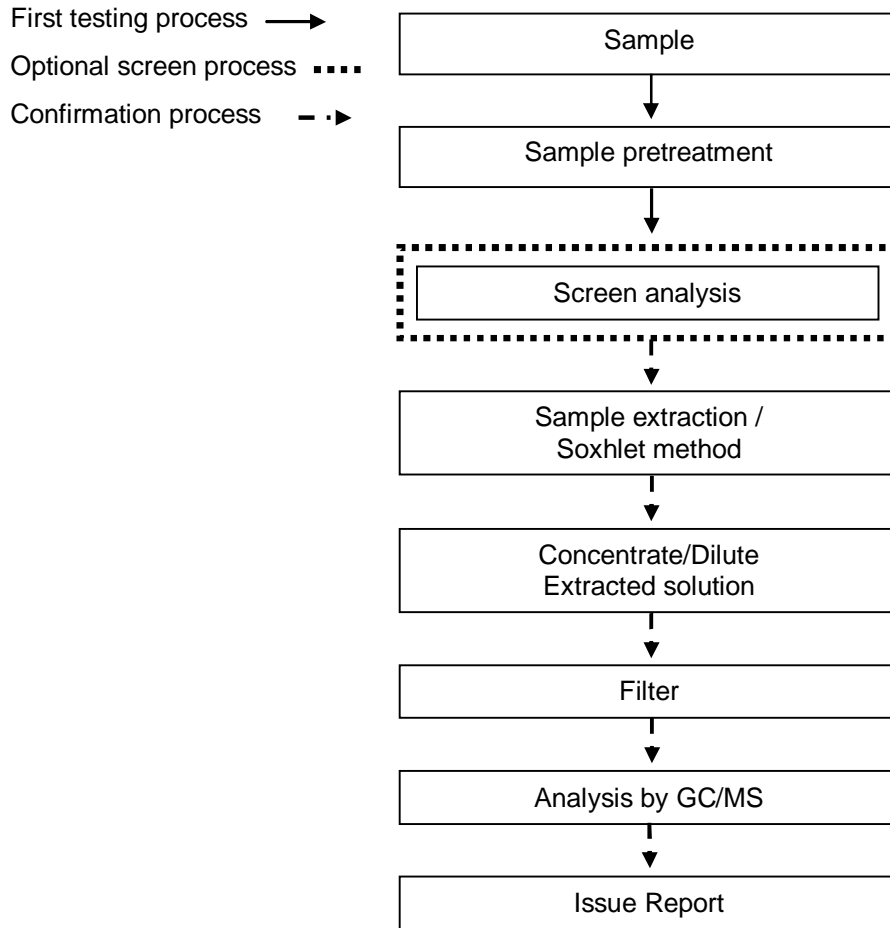 First testing process
Optional screen process
Confirmation process
Sample
Sample pretreatment
Screen analysis
Sample extraction /
Soxhlet method
Concentrate/Dilute
Extracted solution
Filter
Analysis by GC/MS
Issue Report